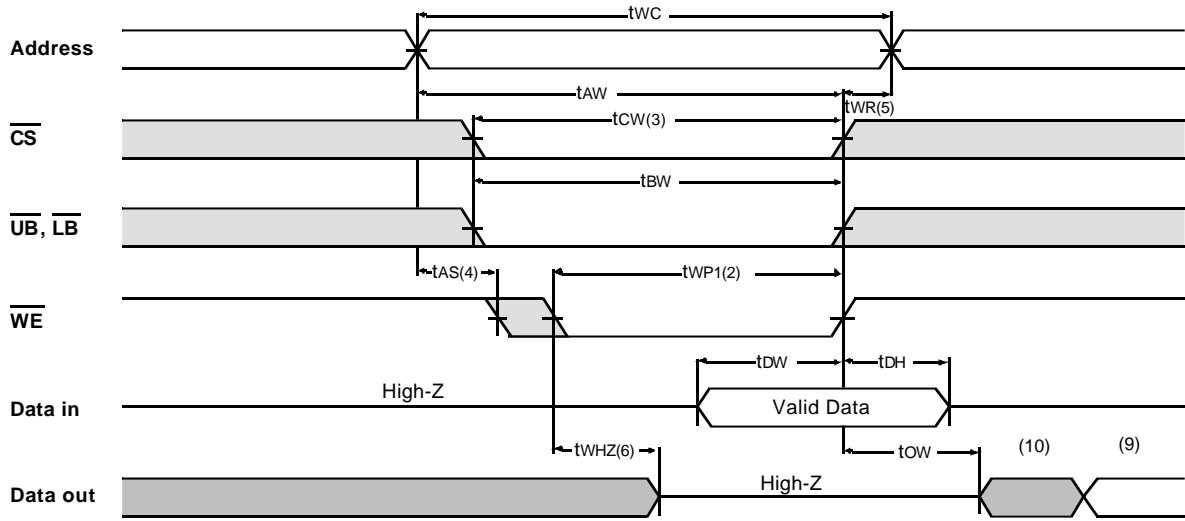 tWC
Address
tAW
tWR(5)
CS
tCW(3)
tBW
UB, LB
tAS(4)
tWP1(2)
WE
tDW
tDH
High-Z
Data in
Valid Data
tWHZ(6)
tOW
(10)
(9)
High-Z
Data out